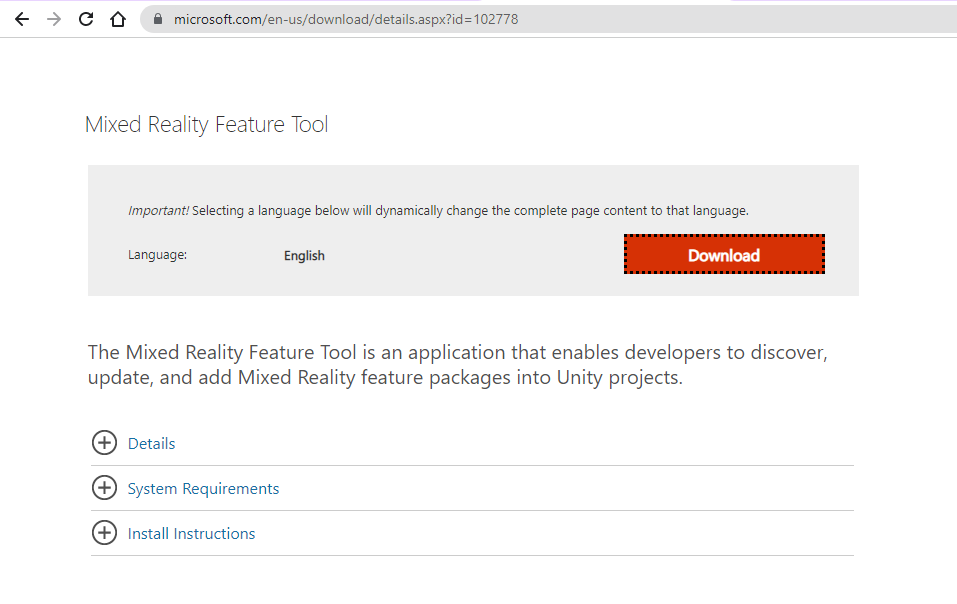 microsoft.com/en-us/download/details.aspx?id=102778
Mixed Reality Feature Tool
Important! Selecting a language below will dynamically change the complete page content to that language.
Language: English Download
The Mixed Reality Feature Tool is an application that enables developers to discover,
update, and add Mixed Reality feature packages into Unity projects.
Details
System Requirements
Install Instructions